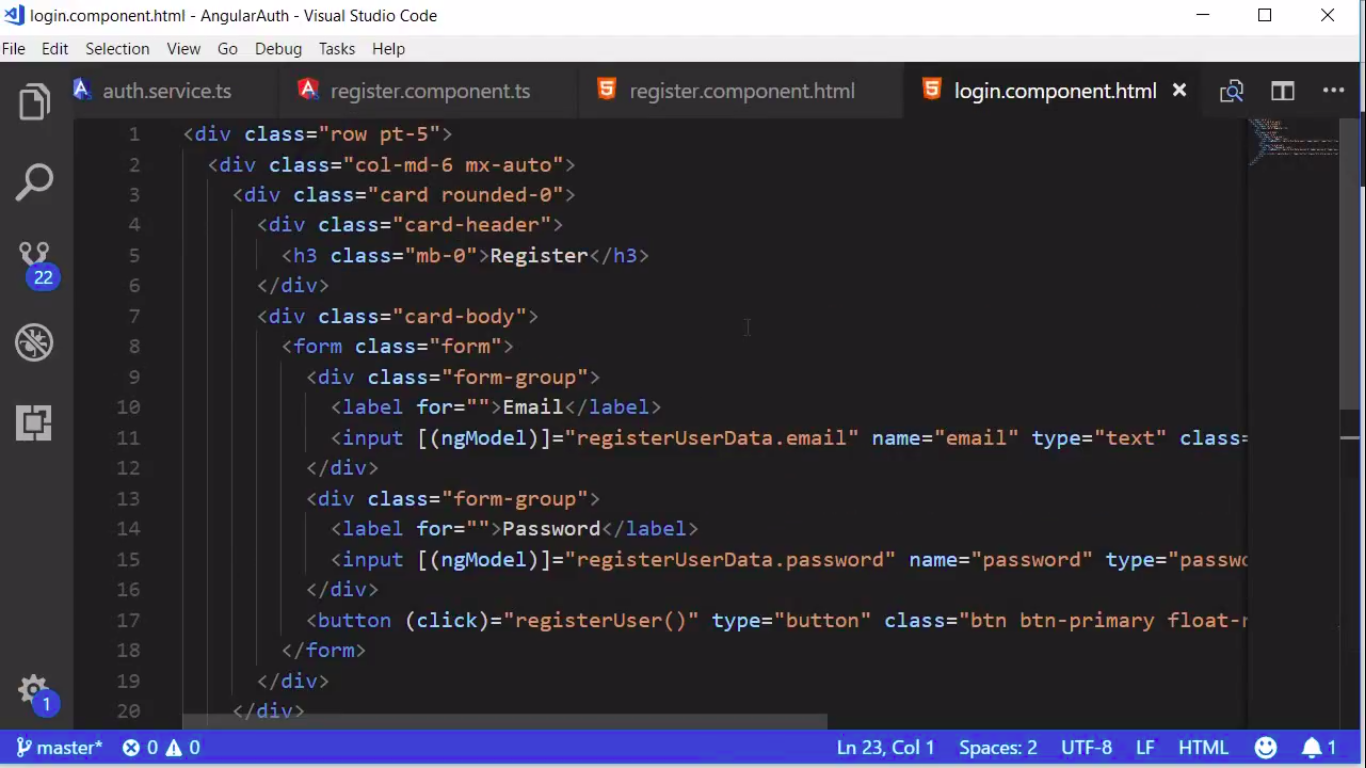 login.component.html - AngularAuth - Visual Studio Code
File Edit Selection View Go Debug Tasks Help
auth.service.ts register.component.ts register.component.html login.component.html
1 <div class="row pt-5">
2 <div class="col-md-6 mx-auto">
3 <div class="card rounded-0">
4 <div class="card-header">
5 <h3 class="mb-0">Register</h3>
6 </div>
7 <div class="card-body">
8 <form class="form">
9 <div class="form-group">
10 <label for="">Email</label>
11 <input [(ngModel)]="registerUserData.email" name="email" type="text" class=
12 </div>
13 <div class="form-group">
14 <label for="">Password</label>
15 <input [(ngModel)]="registerUserData.password" name="password" type="passwo
16 </div>
17 <button (click)="registerUser()" type="button" class="btn btn-primary float-r
18 </form>
19 </div>
20 </div>
22
1
master* 0 0 Ln 23, Col 1 Spaces: 2 UTF-8 LF HTML 1